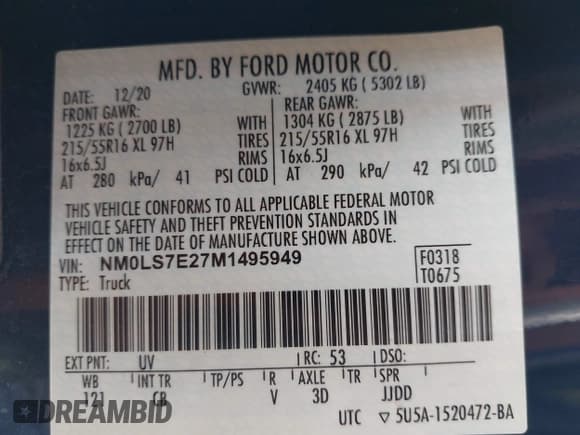 MFD. BY FORD MOTOR CO.
DATE: 12/20 GVWR: 2405 KG ( 5302 LB)
FRONT GAWR: REAR GAWR:
1225 KG ( 2700 LB) WITH 1304 KG ( 2875 LB) WITH
215/55R16 XL 97H TIRES 215/55R16 XL 97H TIRES
16x6.5J RIMS 16x6.5J RIMS
AT 280 kPa/ 41 PSI COLD AT 290 kPa/ 42 PSI COLD
THIS VEHICLE CONFORMS TO ALL APPLICABLE FEDERAL MOTOR
VEHICLE SAFETY AND THEFT PREVENTION STANDARDS IN
EFFECT ON THE DATE OF MANUFACTURE SHOWN ABOVE.
VIN: NM0LS7E27M1495949 F0318
TYPE: Truck T0675
EXT PNT: UV RC: 53 DSO:
WB INT TR TP/PS R AXLE TR SPR
121 CB V 3D JJDD
UTC ▽ 5U5A-1520472-BA
DREAMBID